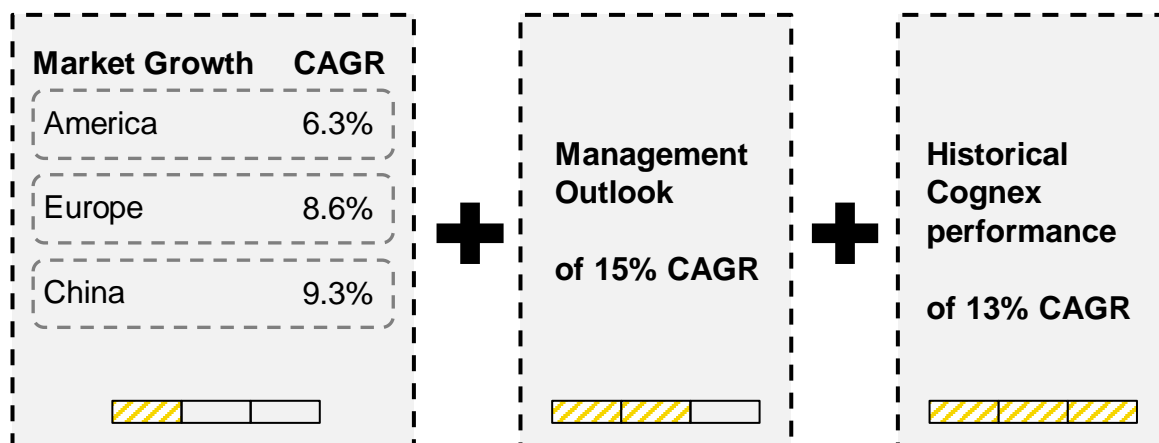 Market Growth CAGR
America 6.3%
Europe 8.6%
China 9.3%
Management
Outlook
of 15% CAGR
Historical
Cognex
performance
of 13% CAGR